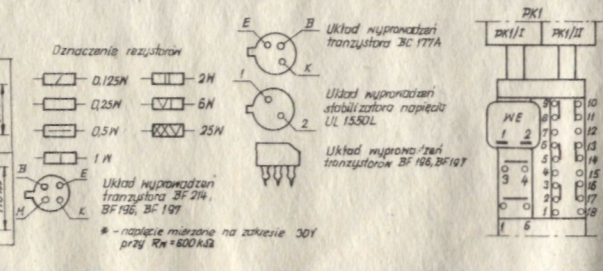 Oznaczenie rezystorów
0,125W
2W
0,25W
6W
0,5W
25W
1W
B
E
M
K
Układ wyprowadzeń
tranzystora BF 214,
BF 196, BF 197
* - napięcie mierzone na zakresie 30V
przy RM = 600 kΩ
E
B
K
Układ wyprowadzeń
tranzystora BC 177A
1
2
Układ wyprowadzeń
stabilizatora napięcia
UL 1550L
Układ wyprowadzeń
tranzystorów BF 196, BF 197
PK1
PK1/I
PK1/II
WE
1 2
3 4
1 6
9 10
8 11
7 12
6 13
5 14
4 15
3 16
2 17
1 18